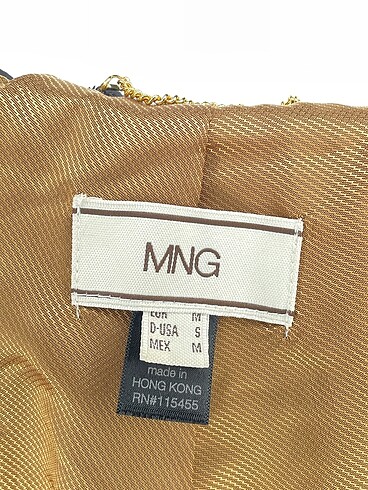 MNG
EUR M
D-USA S
MEX M
made in
HONG KONG
RN#115455